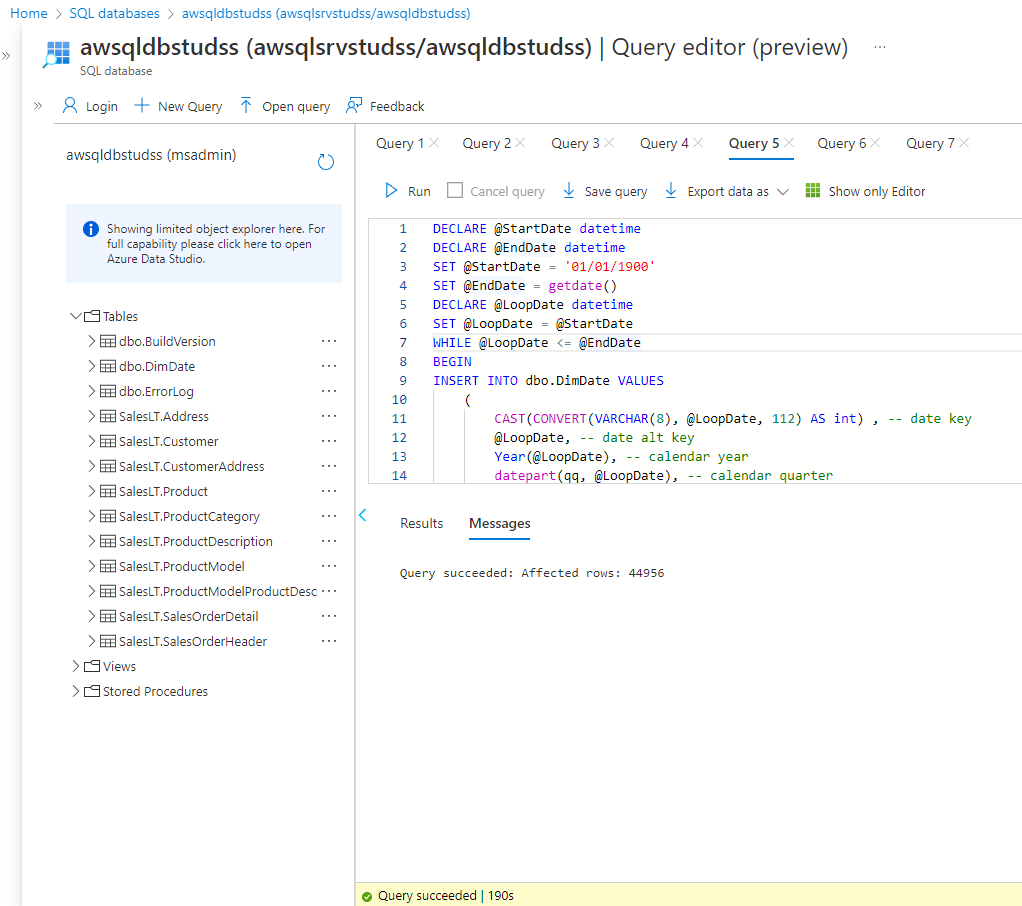 Home > SQL databases > awsqldbstudss (awsqlsrvstudss/awsqldbstudss)
awsqldbstudss (awsqlsrvstudss/awsqldbstudss) | Query editor (preview) ...
SQL database
Login
New Query
Open query
Feedback
awsqldbstudss (msadmin)
Showing limited object explorer here. For
full capability please click here to open
Azure Data Studio.
Tables
dbo.BuildVersion ...
dbo.DimDate ...
dbo.ErrorLog ...
SalesLT.Address ...
SalesLT.Customer ...
SalesLT.CustomerAddress ...
SalesLT.Product ...
SalesLT.ProductCategory ...
SalesLT.ProductDescription ...
SalesLT.ProductModel ...
SalesLT.ProductModelProductDesc ...
SalesLT.SalesOrderDetail ...
SalesLT.SalesOrderHeader ...
Views
Stored Procedures
Query 1
Query 2
Query 3
Query 4
Query 5
Query 6
Query 7
Run
Cancel query
Save query
Export data as
Show only Editor
1 DECLARE @StartDate datetime
2 DECLARE @EndDate datetime
3 SET @StartDate = '01/01/1900'
4 SET @EndDate = getdate()
5 DECLARE @LoopDate datetime
6 SET @LoopDate = @StartDate
7 WHILE @LoopDate <= @EndDate
8 BEGIN
9 INSERT INTO dbo.DimDate VALUES
10 (
11 CAST(CONVERT(VARCHAR(8), @LoopDate, 112) AS int) , -- date key
12 @LoopDate, -- date alt key
13 Year(@LoopDate), -- calendar year
14 datepart(qq, @LoopDate), -- calendar quarter
Results
Messages
Query succeeded: Affected rows: 44956
Query succeeded | 190s